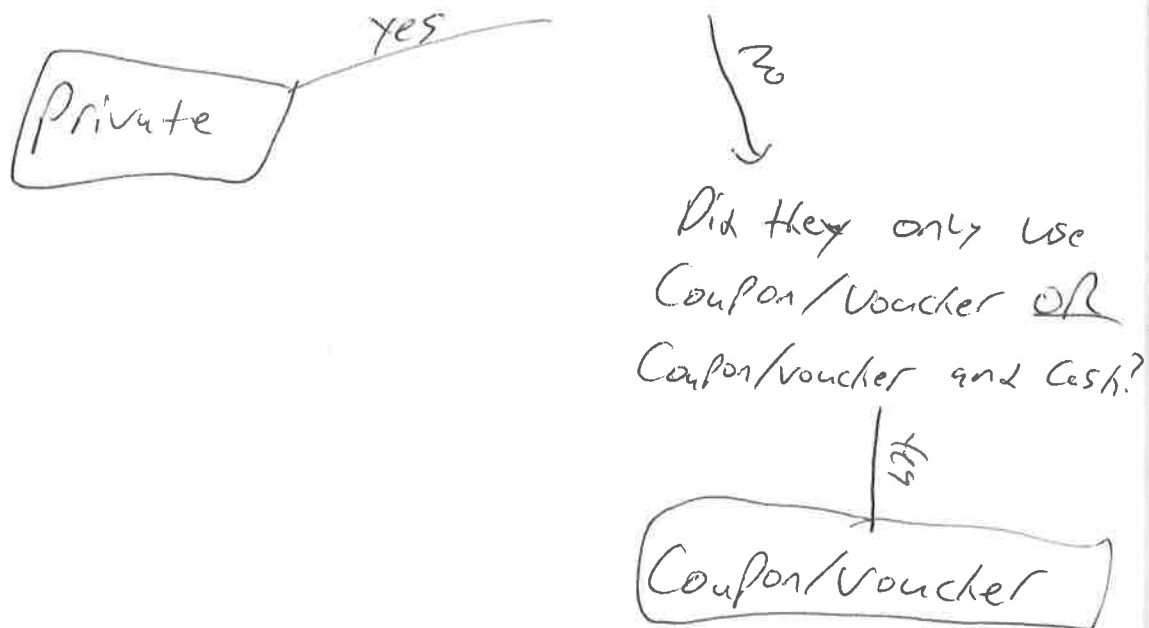 yes
Private
No
Did they only use
Coupon/Voucher OR
Coupon/voucher and Cash?
Yes
Coupon/Voucher